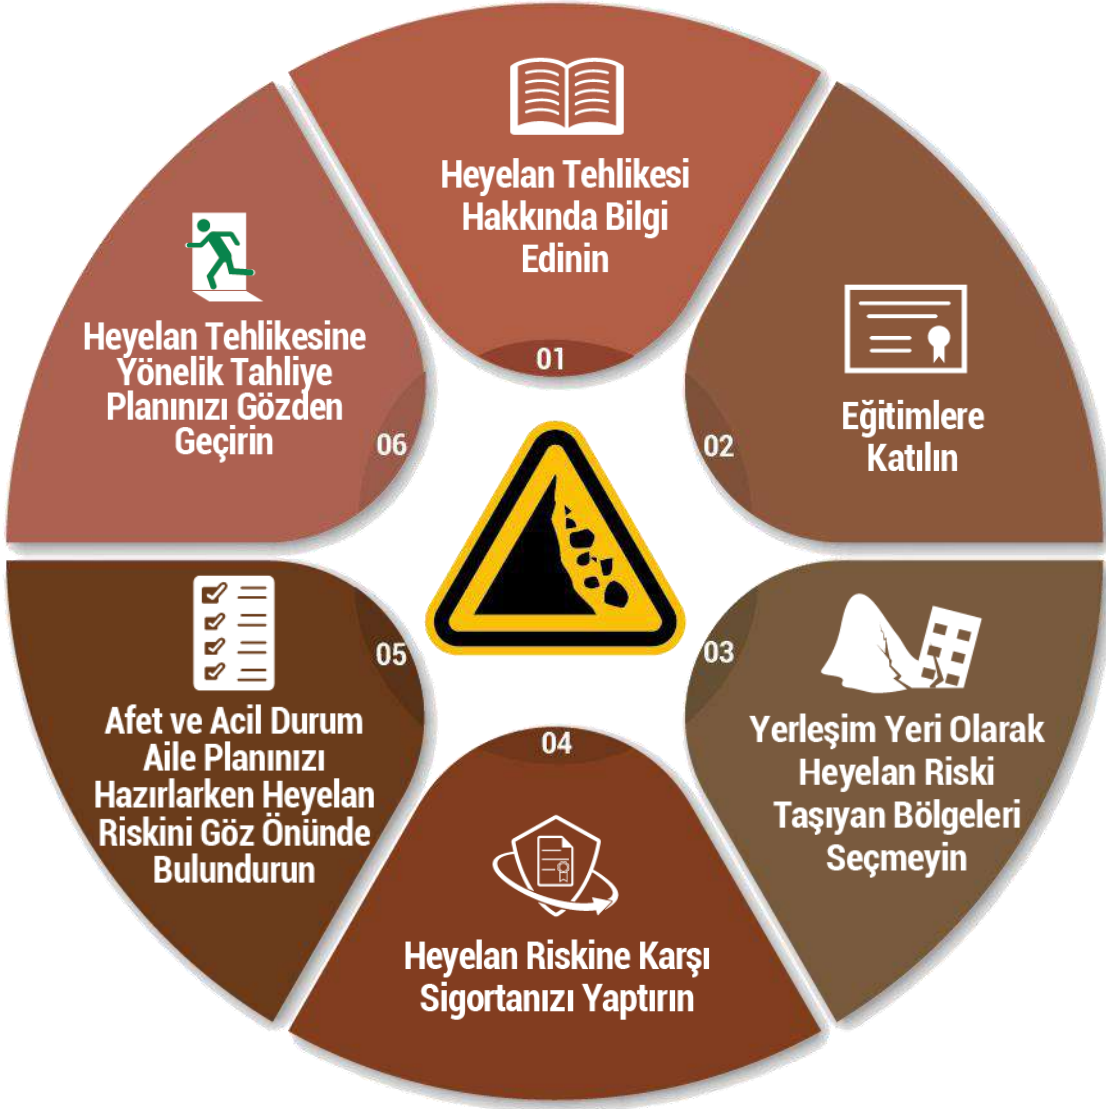 Heyelan Tehlikesi
Hakkında Bilgi
Edinin
01
Eğitimlere
Katılın
02
03
Yerleşim Yeri Olarak
Heyelan Riski
Taşıyan Bölgeleri
Seçmeyin
04
Heyelan Riskine Karşı
Sigortanızı Yaptırın
05
Afet ve Acil Durum
Aile Planınızı
Hazırlarken Heyelan
Riskini Göz Önünde
Bulundurun
Heyelan Tehlikesine
Yönelik Tahliye
Planınızı Gözden
Geçirin
06